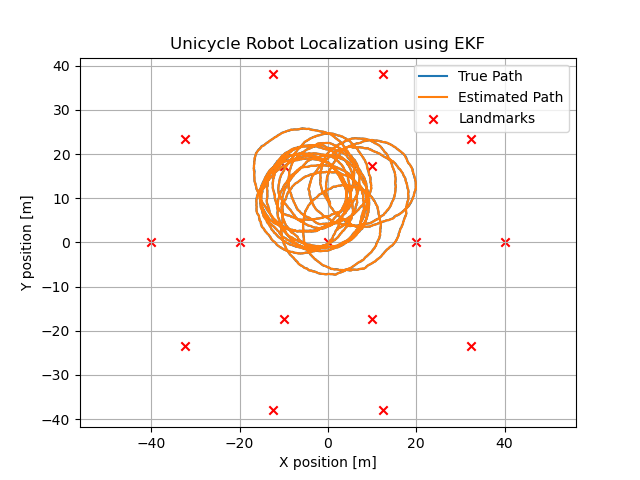 Unicycle Robot Localization using EKF
True Path
Estimated Path
Landmarks
Y position [m]
40
30
20
10
0
−10
−20
−30
−40
−40 −20 0 20 40
X position [m]